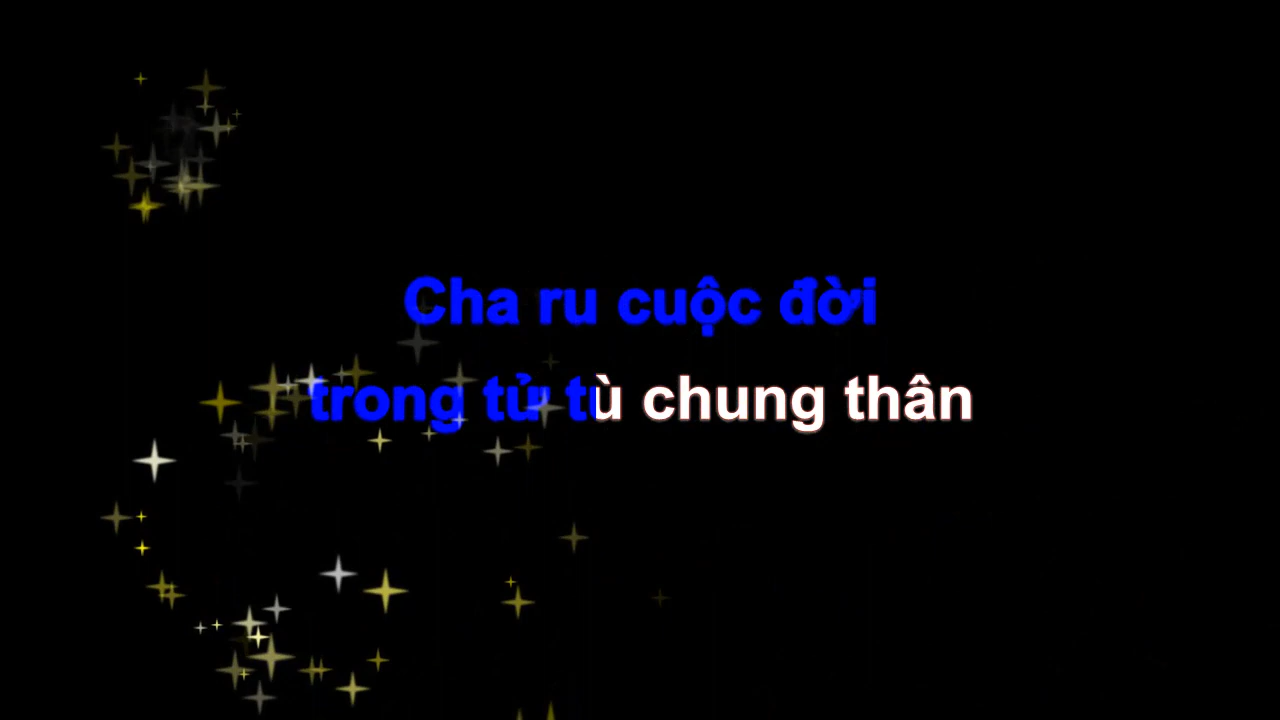 Cha ru cuộc đời
trong tử tù chung thân